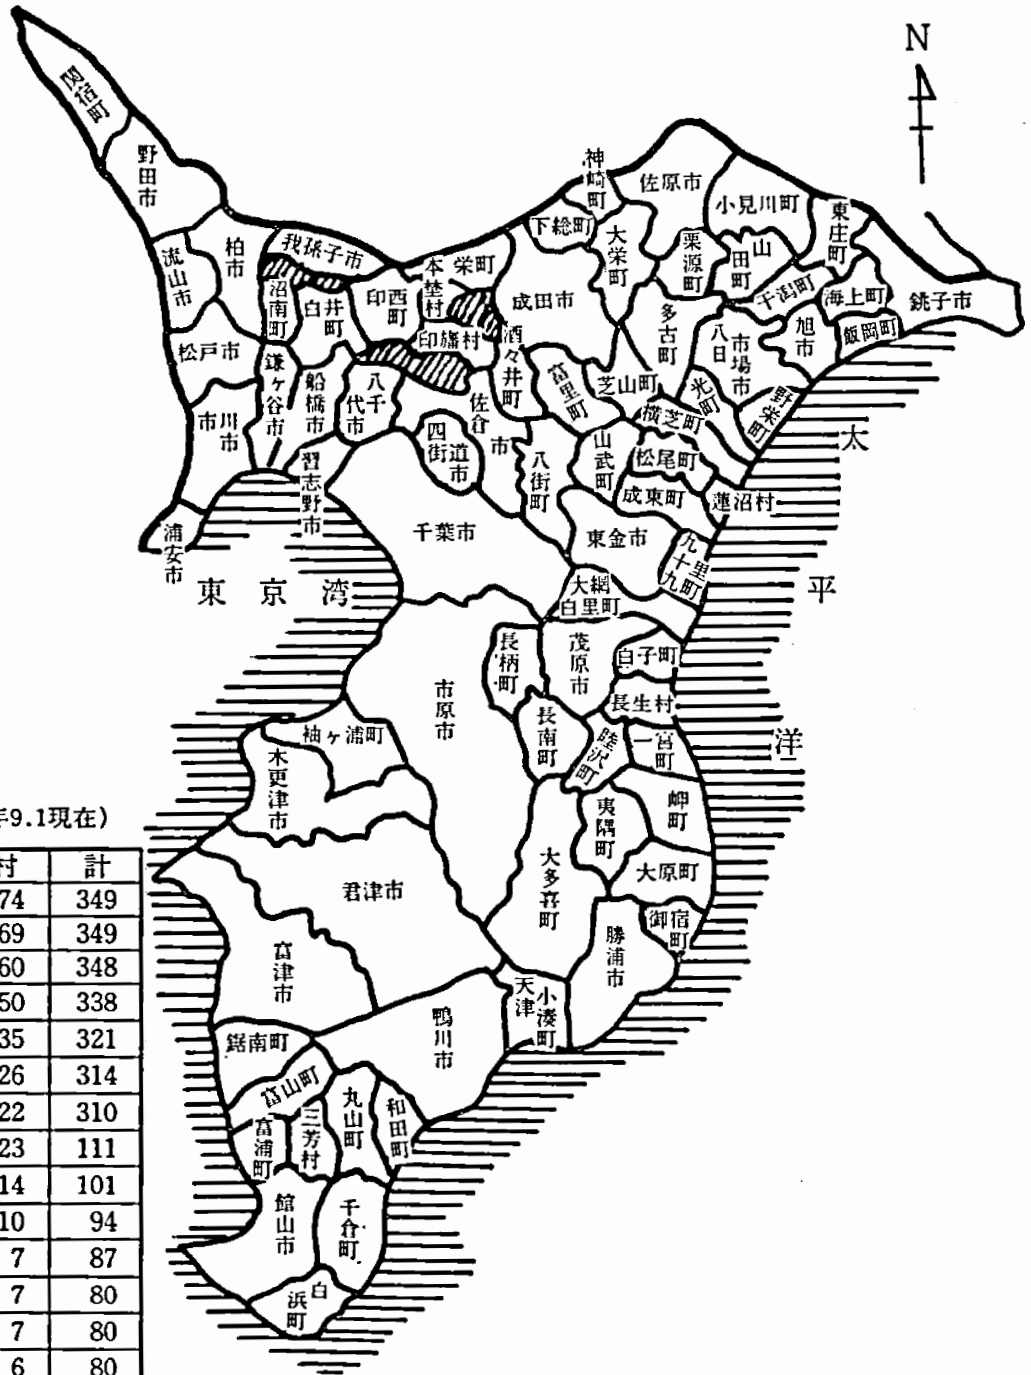 N
関宿町
野田市
流山市
柏市
我孫子市
沼南町
白井町
印西町
本埜村
栄町
印旛村
松戸市
鎌ヶ谷市
船橋市
八千代市
市川市
習志野市
浦安市
神崎町
下総町
佐原市
大栄町
小見川町
栗源町
山田町
東庄町
干潟町
海上町
銚子市
旭市
飯岡町
成田市
多古町
八日市場市
酒々井町
富里町
芝山町
光町
横芝町
野栄町
佐倉市
四街道市
八街町
山武町
松尾町
成東町
蓮沼村
千葉市
東金市
九十九里町
大網白里町
東京湾
太平洋
市原市
長柄町
茂原市
白子町
長生村
長南町
睦沢町
一宮町
袖ヶ浦町
木更津市
夷隅町
岬町
大多喜町
大原町
御宿町
勝浦市
君津市
富津市
天津小湊町
鴨川市
鋸南町
富山町
富浦町
三芳村
丸山町
和田町
館山市
千倉町
白浜町
年9.1現在）
村 計
74 349
69 349
60 348
50 338
35 321
26 314
22 310
23 111
14 101
10 94
7 87
7 80
7 80
6 80